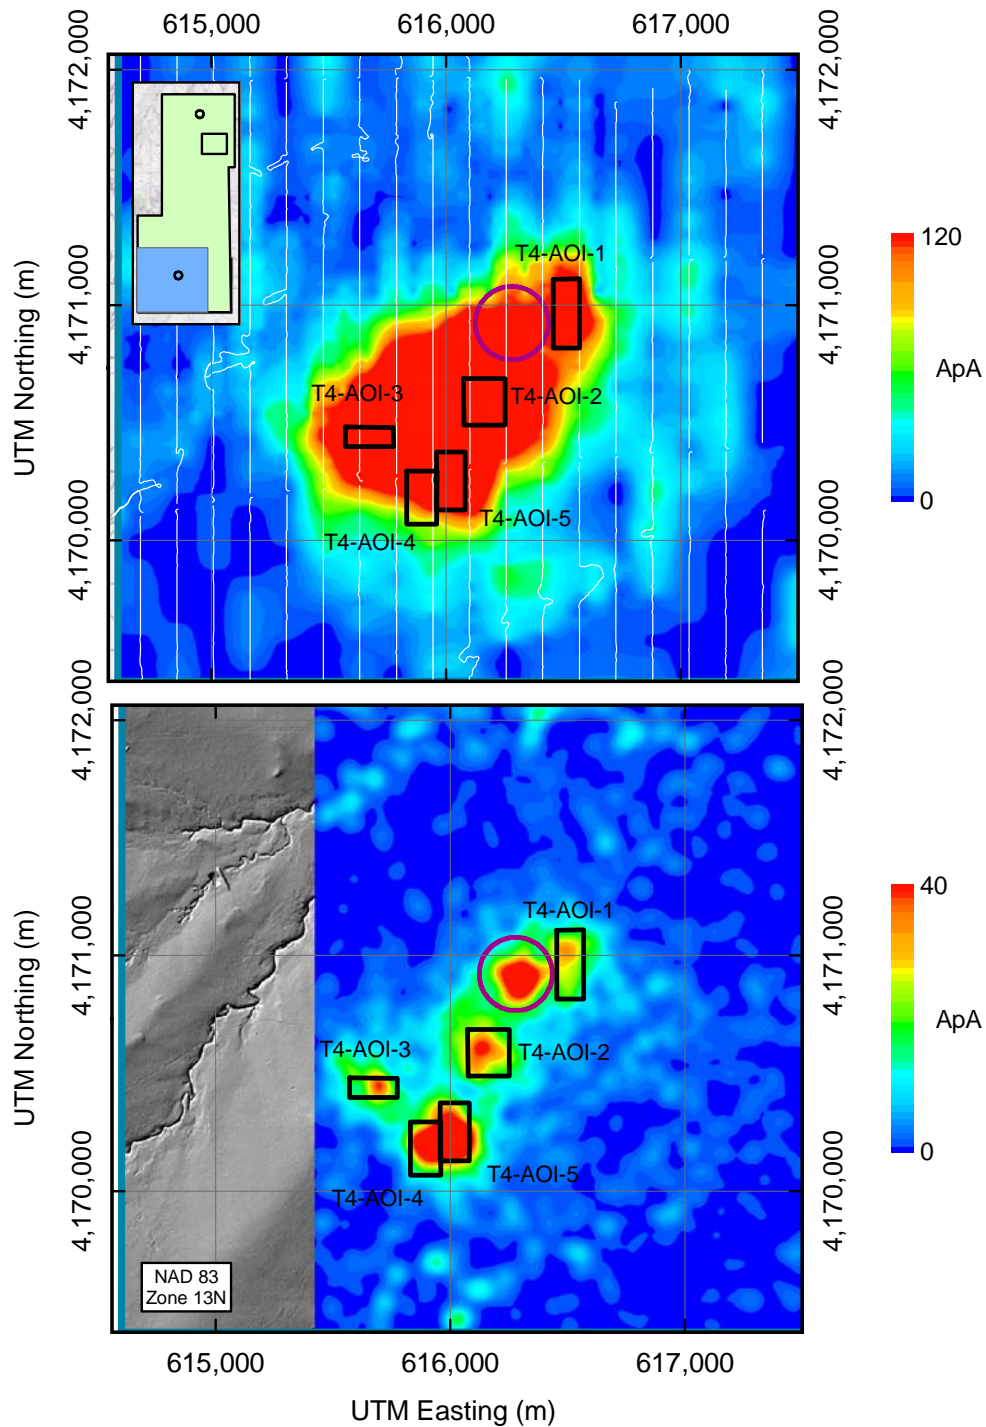 615,000 616,000 617,000
4,172,000 4,172,000
T4-AOI-1
120
UTM Northing (m)
4,171,000 4,171,000
ApA
T4-AOI-3 T4-AOI-2
0
T4-AOI-5
T4-AOI-4
4,170,000 4,170,000
4,172,000 4,172,000
40
T4-AOI-1
UTM Northing (m)
4,171,000 4,171,000
ApA
T4-AOI-3 T4-AOI-2
0
T4-AOI-5
T4-AOI-4
4,170,000 4,170,000
NAD 83
Zone 13N
615,000 616,000 617,000
UTM Easting (m)